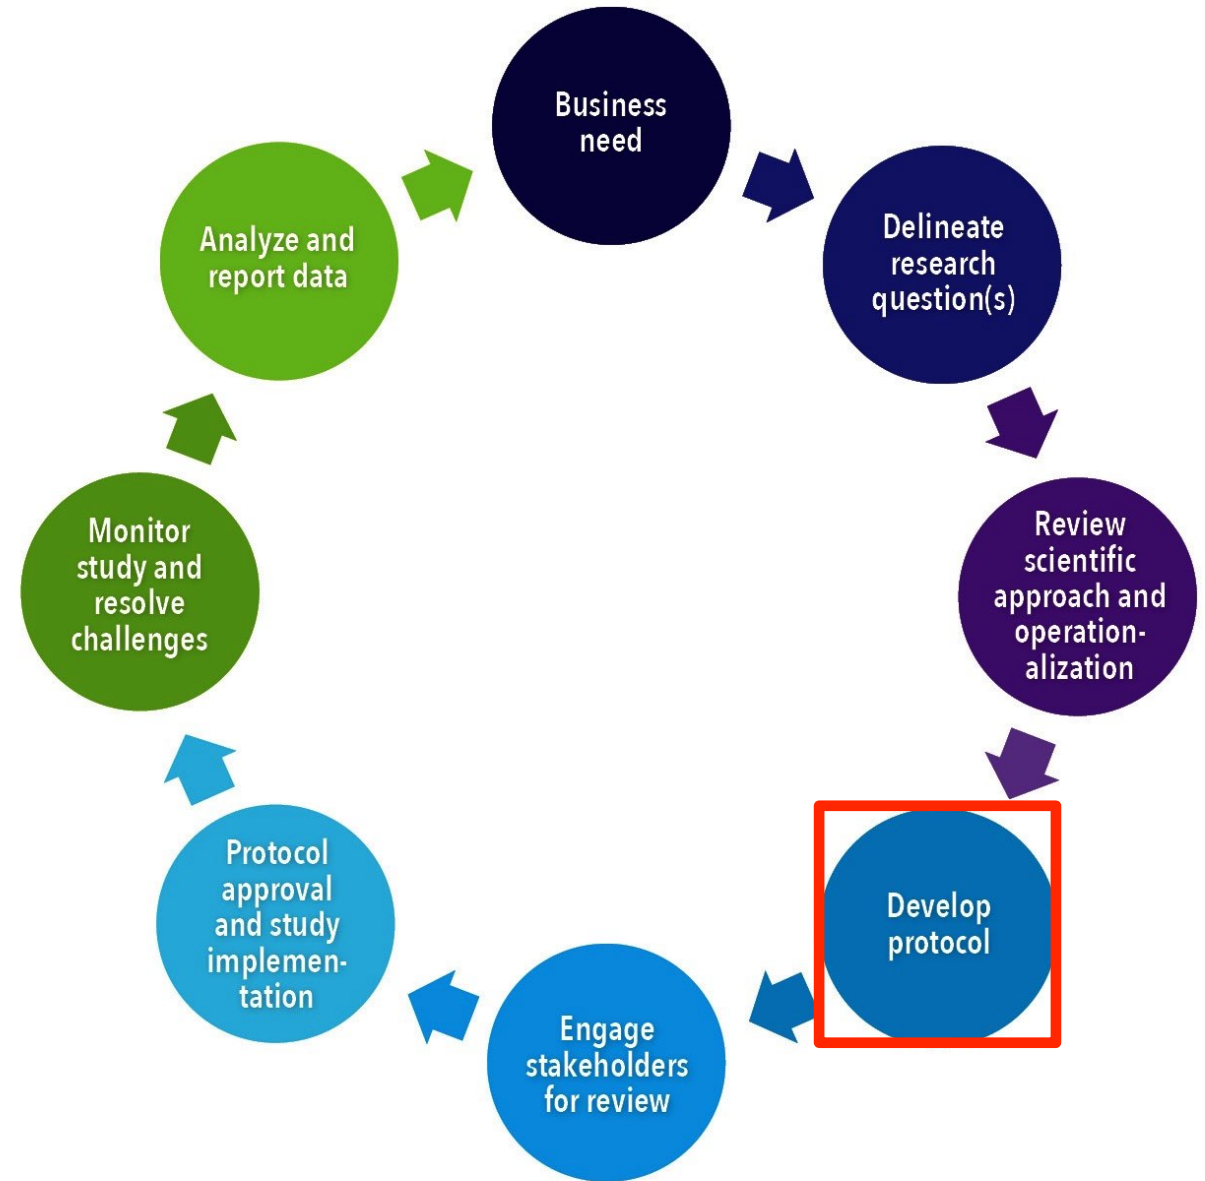 Business
need
Delineate
research
question(s)
Review
scientific
approach and
operation-
alization
Develop
protocol
Engage
stakeholders
for review
Protocol
approval
and study
implemen-
tation
Monitor
study and
resolve
challenges
Analyze and
report data